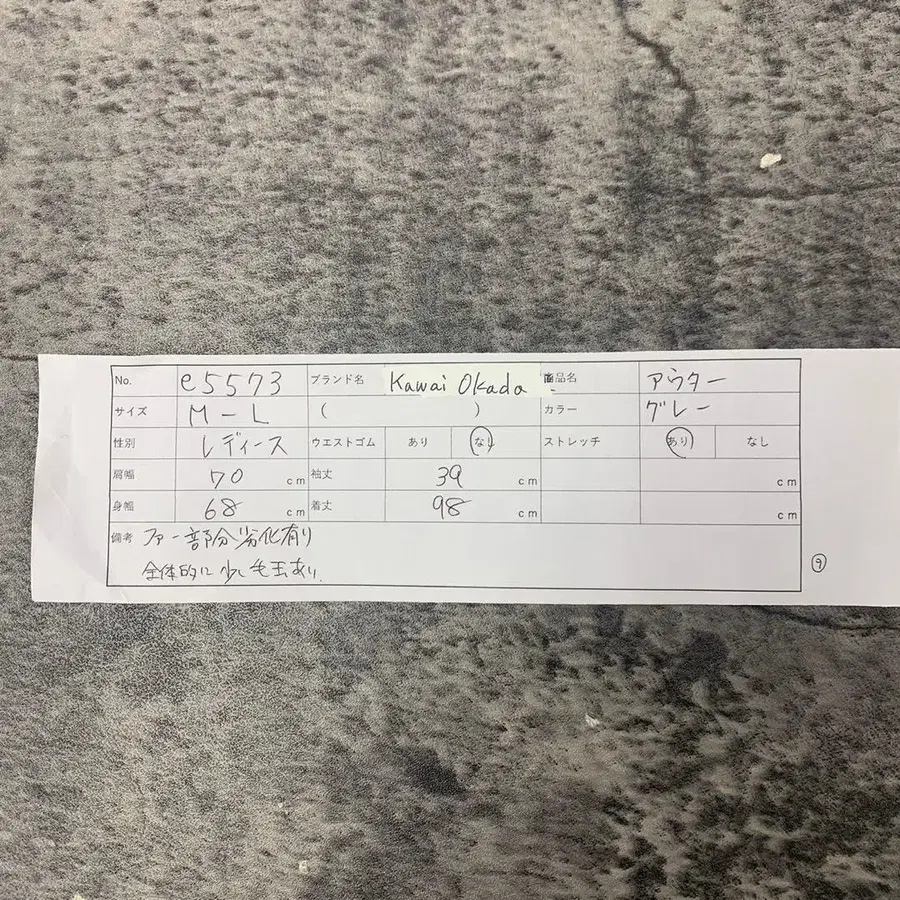 No. e5573 ブランド名 Kawai Okada 商品名 アウター
サイズ M-L ( ) カラー グレー
性別 レディース ウエストゴム あり なし ストレッチ あり なし
肩幅 70 cm 袖丈 39 cm cm
身幅 68 cm 着丈 98 cm cm
備考 ファー部分劣化有り
全体的に少し毛玉あり
⑨